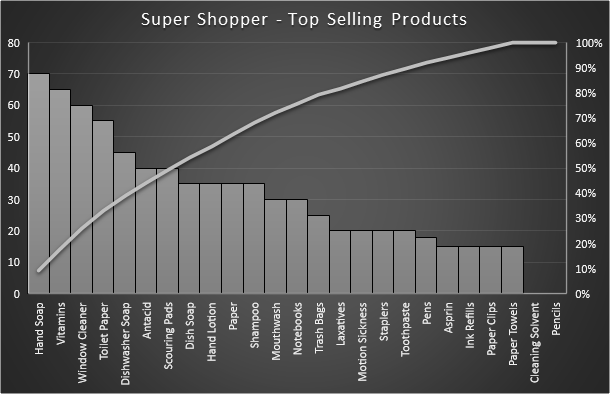 Super Shopper - Top Selling Products
80
70
60
50
40
30
20
10
0
100%
90%
80%
70%
60%
50%
40%
30%
20%
10%
0%
Hand Soap
Vitamins
Window Cleaner
Toilet Paper
Dishwasher Soap
Antacid
Scouring Pads
Dish Soap
Hand Lotion
Paper
Shampoo
Mouthwash
Notebooks
Trash Bags
Laxatives
Motion Sickness
Staplers
Toothpaste
Pens
Asprin
Ink Refills
Paper Clips
Paper Towels
Cleaning Solvent
Pencils